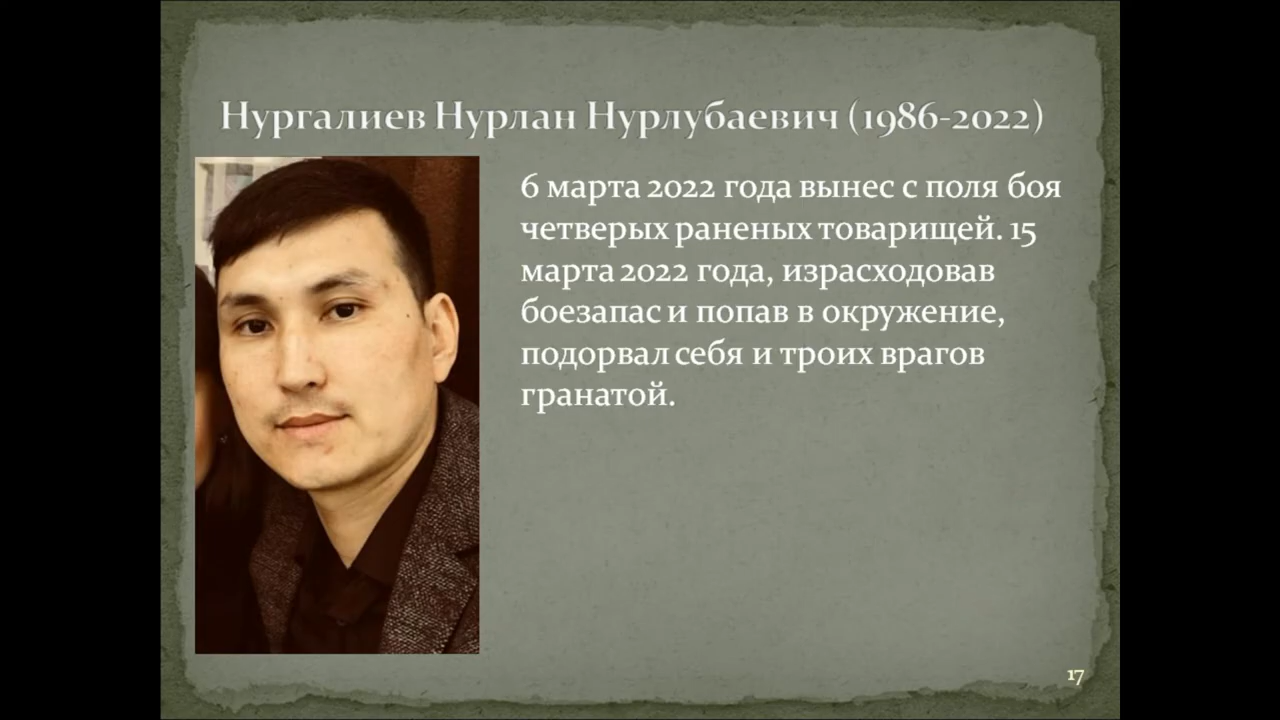 Нургалиев Нурлан Нурлубаевич (1986-2022)
6 марта 2022 года вынес с поля боя
четверых раненых товарищей. 15
марта 2022 года, израсходовав
боезапас и попав в окружение,
подорвал себя и троих врагов
гранатой.
17